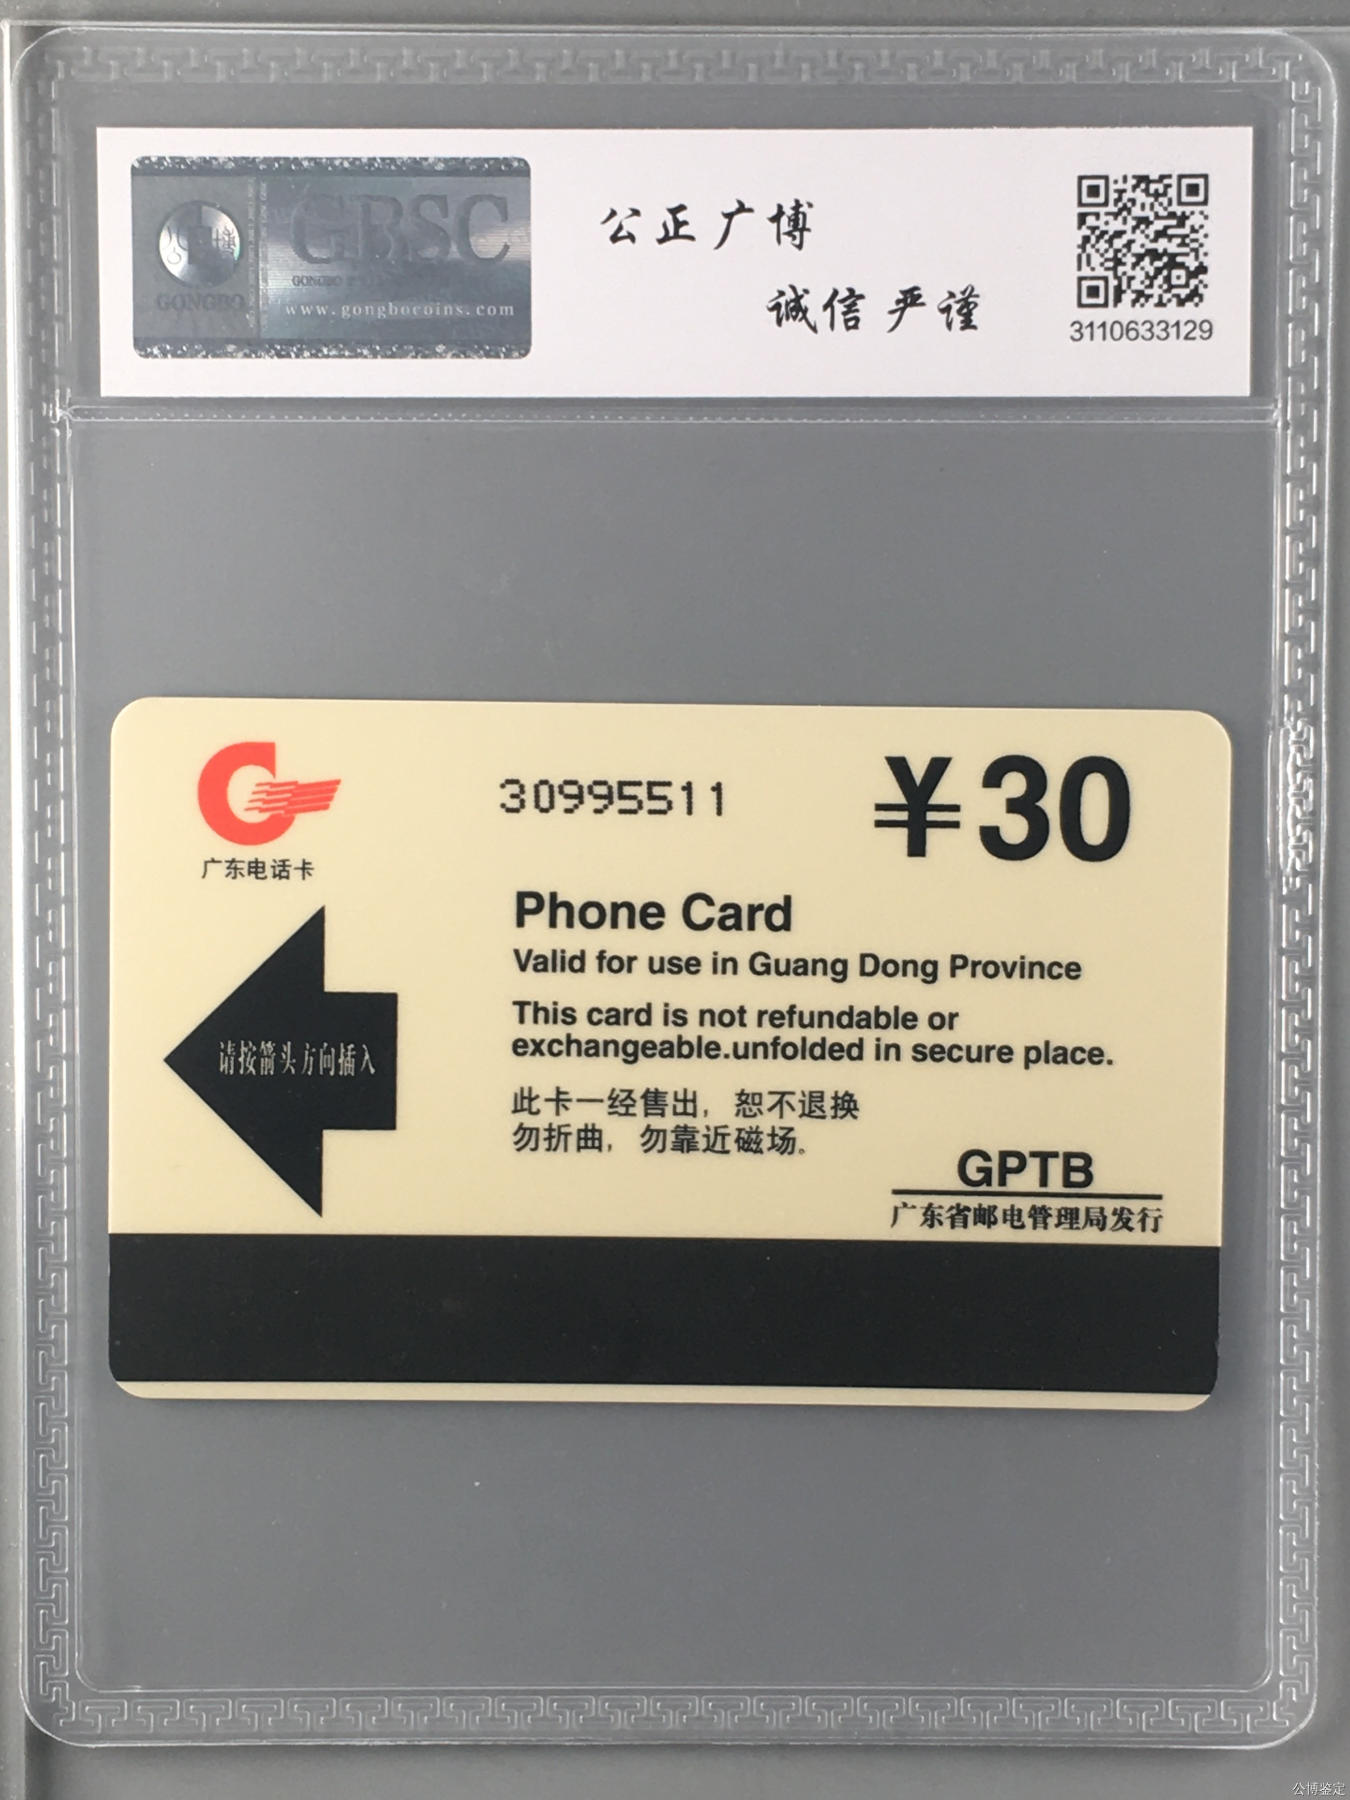 GBSC
GONGBO
www.gongbocoins.com
公正广博
诚信严谨
3110633129
广东电话卡
30995511
¥30
Phone Card
Valid for use in Guang Dong Province
This card is not refundable or
exchangeable.unfolded in secure place.
请按箭头方向插入
此卡一经售出，恕不退换
勿折曲，勿靠近磁场。
GPTB
广东省邮电管理局发行
公博鉴定